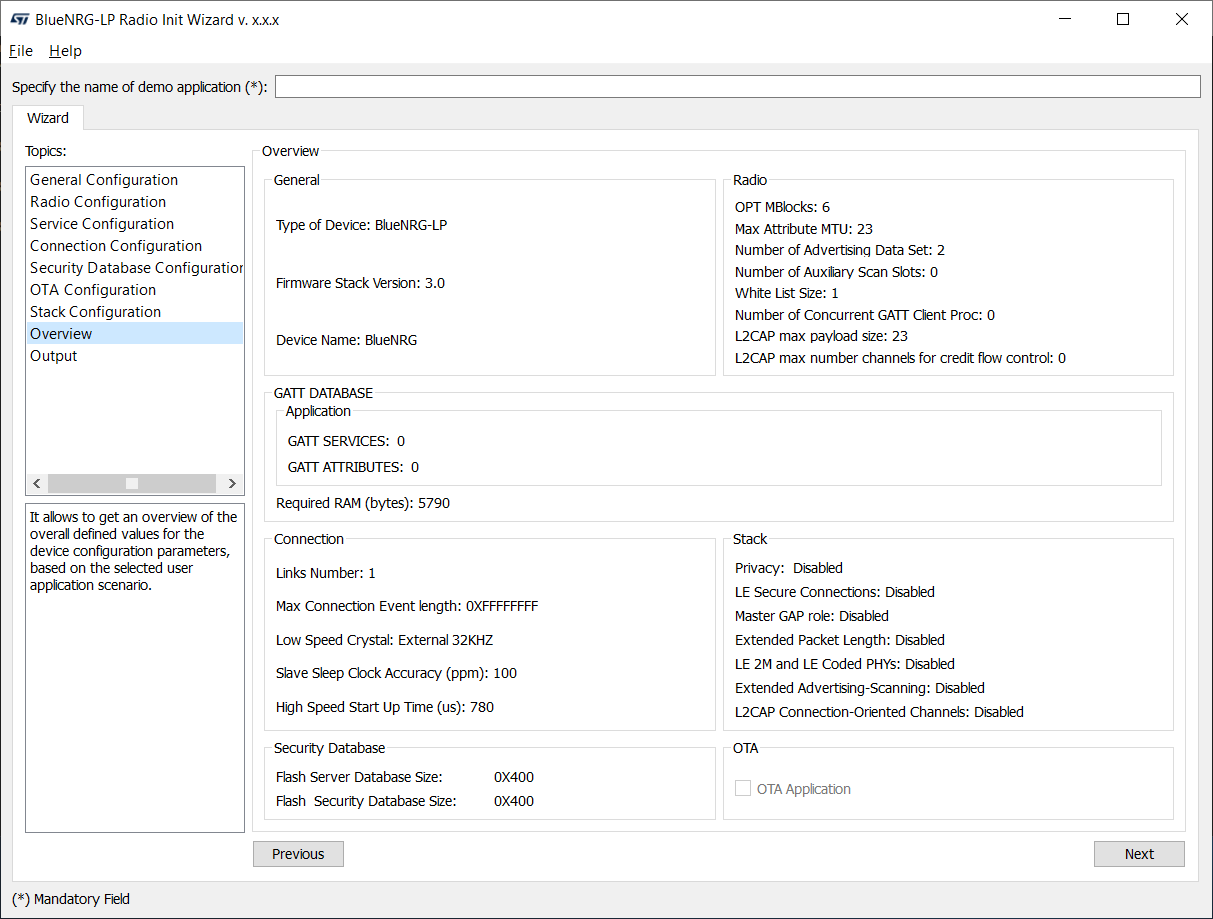 BlueNRG-LP Radio Init Wizard v. x.x.x
File Help
Specify the name of demo application (*):
Wizard
Topics:
General Configuration
Radio Configuration
Service Configuration
Connection Configuration
Security Database Configuration
OTA Configuration
Stack Configuration
Overview
Output
It allows to get an overview of the
overall defined values for the
device configuration parameters,
based on the selected user
application scenario.
Overview
General
Type of Device: BlueNRG-LP
Firmware Stack Version: 3.0
Device Name: BlueNRG
Radio
OPT MBlocks: 6
Max Attribute MTU: 23
Number of Advertising Data Set: 2
Number of Auxiliary Scan Slots: 0
White List Size: 1
Number of Concurrent GATT Client Proc: 0
L2CAP max payload size: 23
L2CAP max number channels for credit flow control: 0
GATT DATABASE
Application
GATT SERVICES: 0
GATT ATTRIBUTES: 0
Required RAM (bytes): 5790
Connection
Links Number: 1
Max Connection Event length: 0XFFFFFFFF
Low Speed Crystal: External 32KHZ
Slave Sleep Clock Accuracy (ppm): 100
High Speed Start Up Time (us): 780
Stack
Privacy: Disabled
LE Secure Connections: Disabled
Master GAP role: Disabled
Extended Packet Length: Disabled
LE 2M and LE Coded PHYs: Disabled
Extended Advertising-Scanning: Disabled
L2CAP Connection-Oriented Channels: Disabled
Security Database
Flash Server Database Size: 0X400
Flash Security Database Size: 0X400
OTA
OTA Application
Previous
Next
(*) Mandatory Field